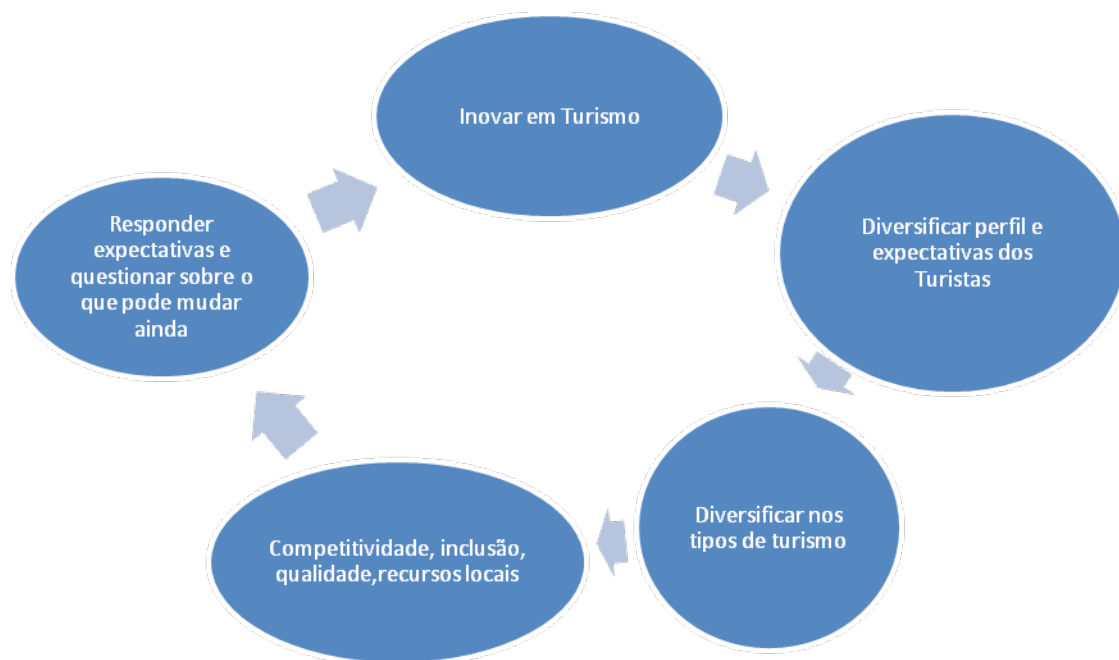 Inovar em Turismo
Diversificar perfil e
expectativas dos
Turistas
Diversificar nos
tipos de turismo
Competitividade, inclusão,
qualidade,recursos locais
Responder
expectativas e
questionar sobre o
que pode mudar
ainda